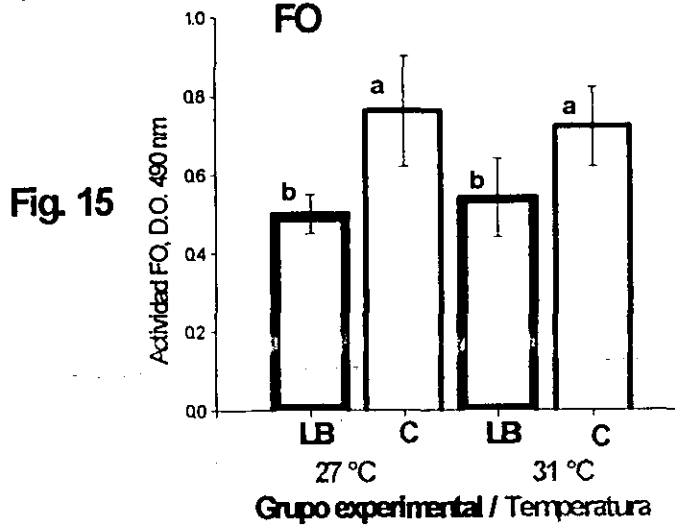 FO
Fig. 15
Actividad FO, D.O. 490 nm
1.0
0.8
0.6
0.4
0.2
0.0
b
a
b
a
LB C LB C
27 °C 31 °C
Grupo experimental / Temperatura